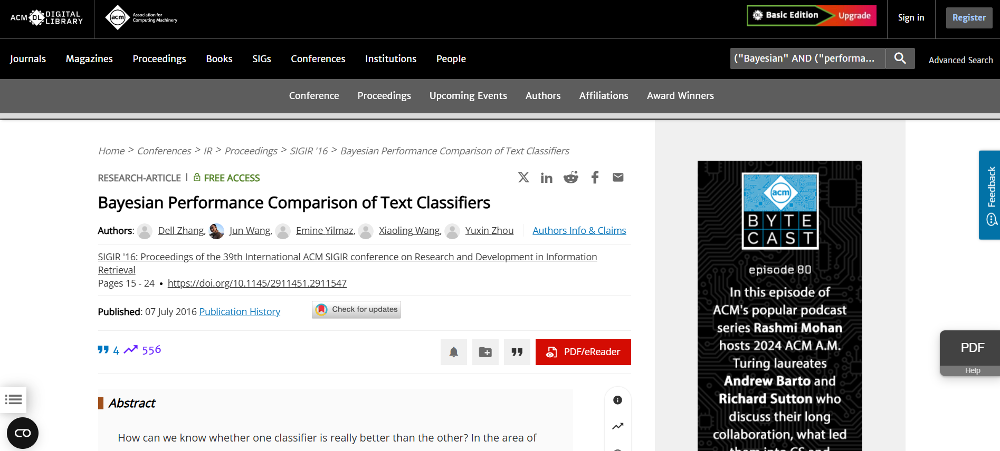 ACM DL DIGITAL LIBRARY
acm Association for Computing Machinery
Basic Edition Upgrade
Sign in
Register
Journals Magazines Proceedings Books SIGs Conferences Institutions People
("Bayesian" AND ("performa...
Advanced Search
Conference Proceedings Upcoming Events Authors Affiliations Award Winners
Home > Conferences > IR > Proceedings > SIGIR '16 > Bayesian Performance Comparison of Text Classifiers
RESEARCH-ARTICLE | FREE ACCESS
Bayesian Performance Comparison of Text Classifiers
Authors: Dell Zhang, Jun Wang, Emine Yilmaz, Xiaoling Wang, Yuxin Zhou Authors Info & Claims
SIGIR '16: Proceedings of the 39th International ACM SIGIR conference on Research and Development in Information
Retrieval
Pages 15 - 24 • https://doi.org/10.1145/2911451.2911547
Published: 07 July 2016 Publication History
Check for updates
4 556
PDF/eReader
Abstract
How can we know whether one classifier is really better than the other? In the area of
acm
BYTE
CAST
episode 80
In this episode of
ACM's popular podcast
series Rashmi Mohan
hosts 2024 ACM A.M.
Turing laureates
Andrew Barto and
Richard Sutton who
discuss their long
collaboration, what led
them into CS and
Feedback
PDF
Help